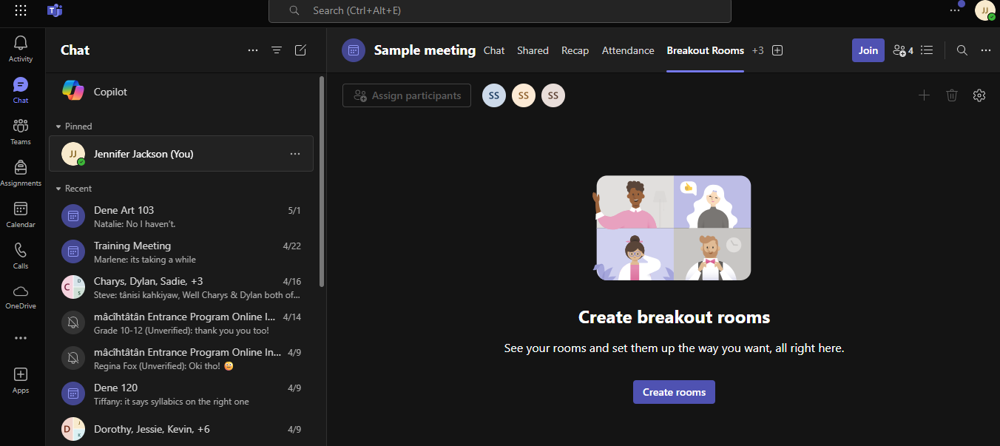 Search (Ctrl+Alt+E)
JJ
Activity
Chat
Teams
Assignments
Calendar
Calls
OneDrive
Apps
Chat
Copilot
Pinned
JJ
Jennifer Jackson (You)
Recent
Dene Art 103 5/1
Natalie: No I haven't.
Training Meeting 4/22
Marlene: its taking a while
C D S
Charys, Dylan, Sadie, +3 4/16
Steve: tânisi kahkiyaw, Well Charys & Dylan both of...
mâcîhtâtân Entrance Program Online I... 4/14
Grade 10-12 (Unverified): thank you you too!
mâcîhtâtân Entrance Program Online In... 4/9
Regina Fox (Unverified): Oki tho! 🤪
Dene 120 4/9
Tiffany: it says syllabics on the right one
D J K
Dorothy, Jessie, Kevin, +6 4/9
Sample meeting Chat Shared Recap Attendance Breakout Rooms +3
Join 4
Assign participants SS SS SS
Create breakout rooms
See your rooms and set them up the way you want, all right here.
Create rooms